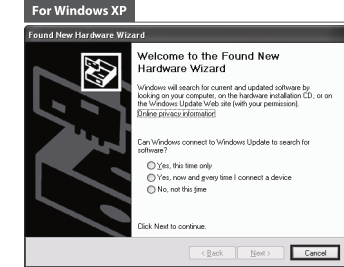 For Windows XP
Found New Hardware Wizard
Welcome to the Found New
Hardware Wizard
Windows will search for current and updated software by
looking on your computer, on the hardware installation CD, or on
the Windows Update Web site (with your permission).
Online privacy information
Can Windows connect to Windows Update to search for
software?
Yes, this time only
Yes, now and every time I connect a device
No, not this time
Click Next to continue.
< Back Next > Cancel